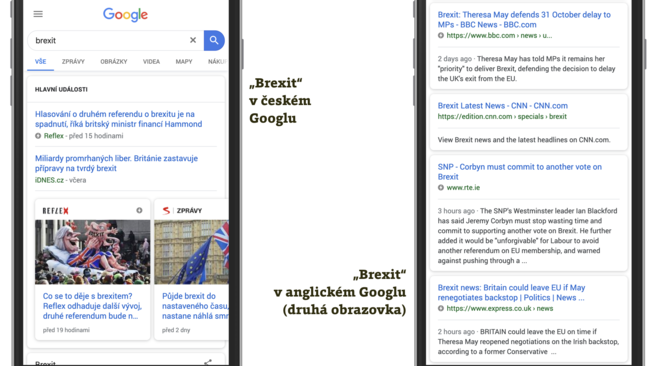 Google
brexit
VŠE ZPRÁVY OBRÁZKY VIDEA MAPY NÁKU
HLAVNÍ UDÁLOSTI
Hlasování o druhém referendu o brexitu je na
spadnutí, říká britský ministr financí Hammond
Reflex - před 15 hodinami
Miliardy promrhaných liber. Británie zastavuje
přípravy na tvrdý brexit
iDNES.cz - včera
REFLEX
BREXIT
Co se to děje s brexitem?
Reflex odhaduje další vývoj,
druhé referendum bude n...
před 19 hodinami
S ZPRÁVY
Půjde brexit do
nastaveného času,
nastane náhlá smr
před 2 dny
Brexit
„Brexit“
v českém
Googlu
„Brexit“
v anglickém Googlu
(druhá obrazovka)
Brexit: Theresa May defends 31 October delay to
MPs - BBC News - BBC.com
https://www.bbc.com › news › u...
2 days ago · Theresa May has told MPs it remains her
"priority" to deliver Brexit, defending the decision to delay
the UK's exit from the EU.
Brexit Latest News - CNN - CNN.com
https://edition.cnn.com › specials › brexit
View Brexit news and the latest headlines on CNN.com.
SNP - Corbyn must commit to another vote on
Brexit
www.rte.ie
3 hours ago · The SNP's Westminster leader Ian Blackford
has said Jeremy Corbyn must stop wasting time and
commit to supporting another vote on Brexit. He further
added it would be "unforgivable" for Labour to avoid
another referendum on EU membership, and warned
against pushing through a ...
Brexit news: Britain could leave EU if May
renegotiates backstop | Politics | News ...
https://www.express.co.uk › news
2 hours ago · BRITAIN could leave the EU on time if
Theresa May reopened negotiations on the Irish backstop,
according to a former Conservative ...